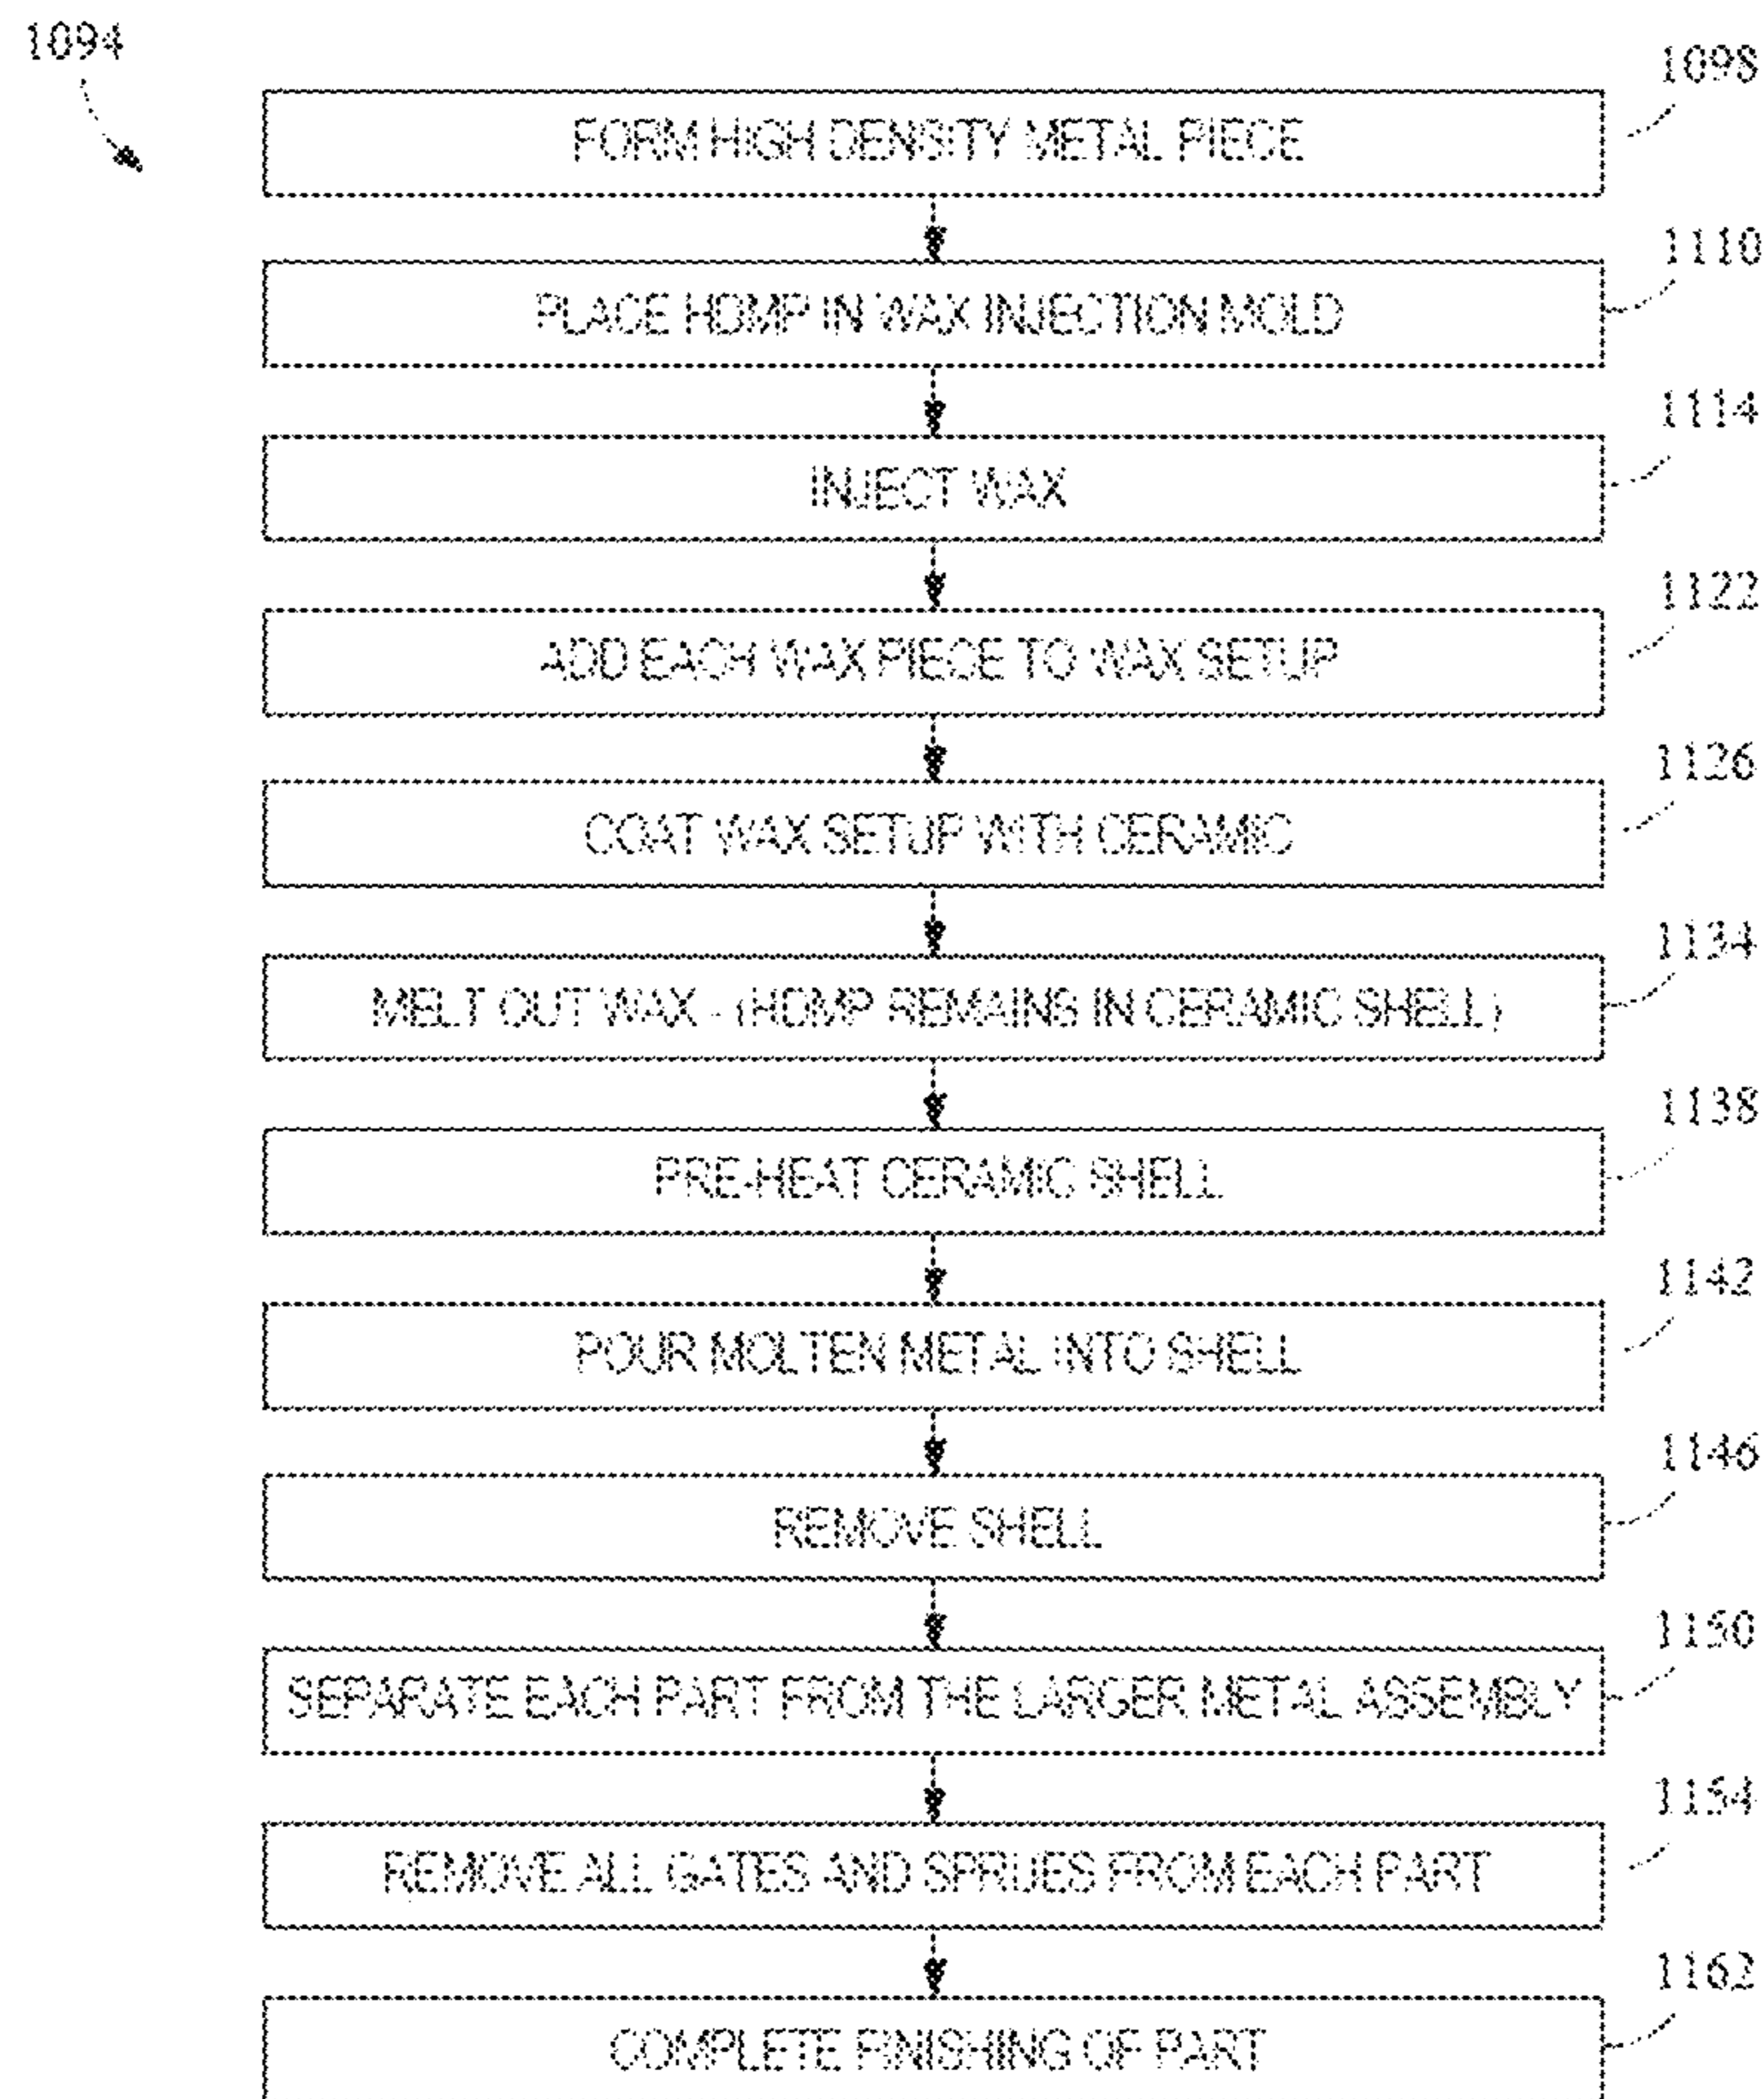 1094
1098
FORM HIGH DENSITY METAL PIECE
1110
PLACE HDMP IN WAX INJECTION MOLD
1114
INJECT WAX
1122
ADD EACH WAX PIECE TO WAX SETUP
1126
COAT WAX SETUP WITH CERAMIC
1134
MELT OUT WAX - (HDMP REMAINS IN CERAMIC SHELL)
1138
PRE-HEAT CERAMIC SHELL
1142
POUR MOLTEN METAL INTO SHELL
1146
REMOVE SHELL
1150
SEPARATE EACH PART FROM THE LARGER METAL ASSEMBLY
1154
REMOVE ALL GATES AND SPRUES FROM EACH PART
1162
COMPLETE FINISHING OF PART